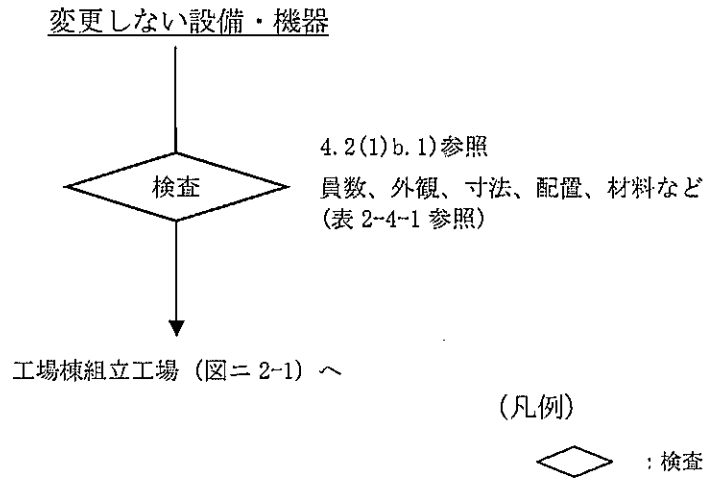 変更しない設備・機器
検査
4.2(1)b.1)参照
員数、外観、寸法、配置、材料など
(表 2-4-1 参照)
工場棟組立工場 (図ニ 2-1) へ
(凡例)
：検査